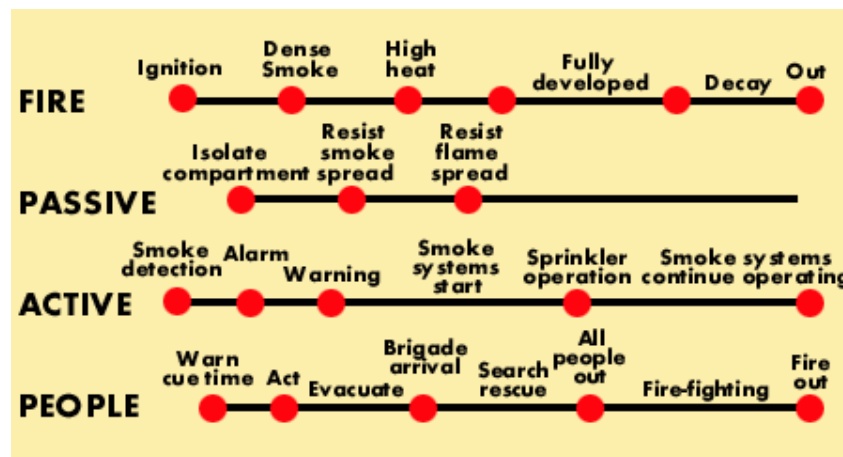 Ignition
Dense
Smoke
High
heat
Fully
developed
Decay
Out
FIRE
Isolate
compartment
Resist
smoke
spread
Resist
flame
spread
PASSIVE
Smoke
detection
Alarm
Warning
Smoke
systems
start
Sprinkler
operation
Smoke systems
continue operating
ACTIVE
Warn
cue time
Act
Evacuate
Brigade
arrival
Search
rescue
All
people
out
Fire-fighting
Fire
out
PEOPLE